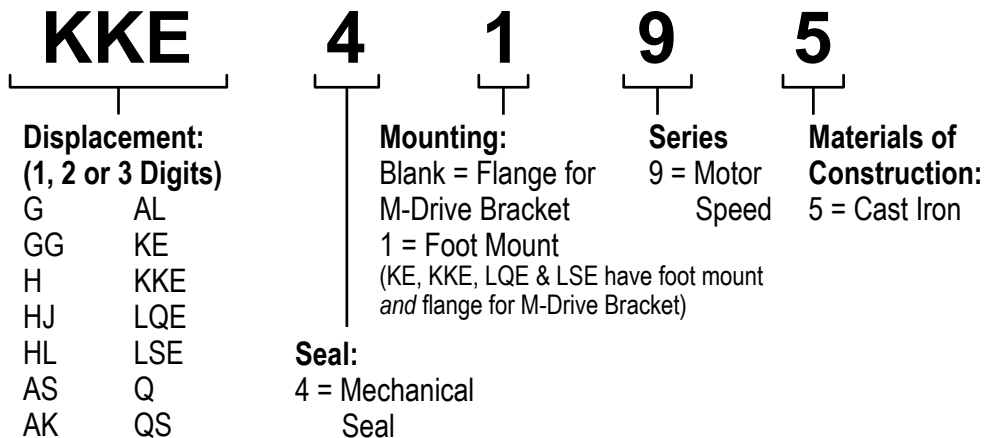 KKE 4 1 9 5
Displacement:
(1, 2 or 3 Digits)
G AL
GG KE
H KKE
HJ LQE
HL LSE
AS Q
AK QS
Seal:
4 = Mechanical
Seal
Mounting:
Blank = Flange for
M-Drive Bracket
1 = Foot Mount
(KE, KKE, LQE & LSE have foot mount
and flange for M-Drive Bracket)
Series
9 = Motor
Speed
Materials of
Construction:
5 = Cast Iron